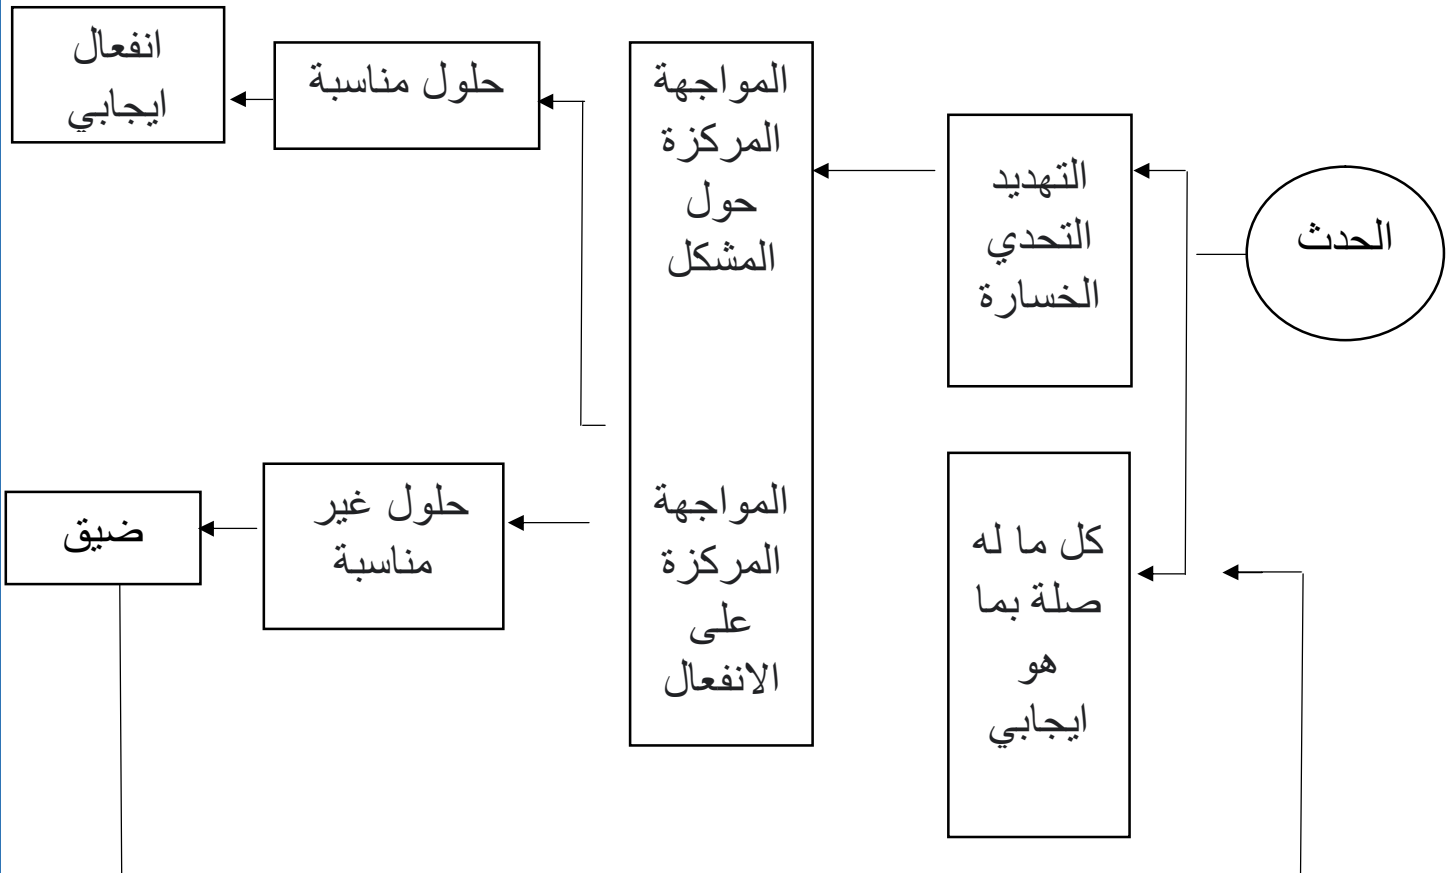 الحدث
التهديد
التحدي
الخسارة
كل ما له
صلة بما
هو
ايجابي
المواجهة
المركزة
حول
المشكل
المواجهة
المركزة
على
الانفعال
حلول مناسبة
انفعال
ايجابي
حلول غير
مناسبة
ضيق